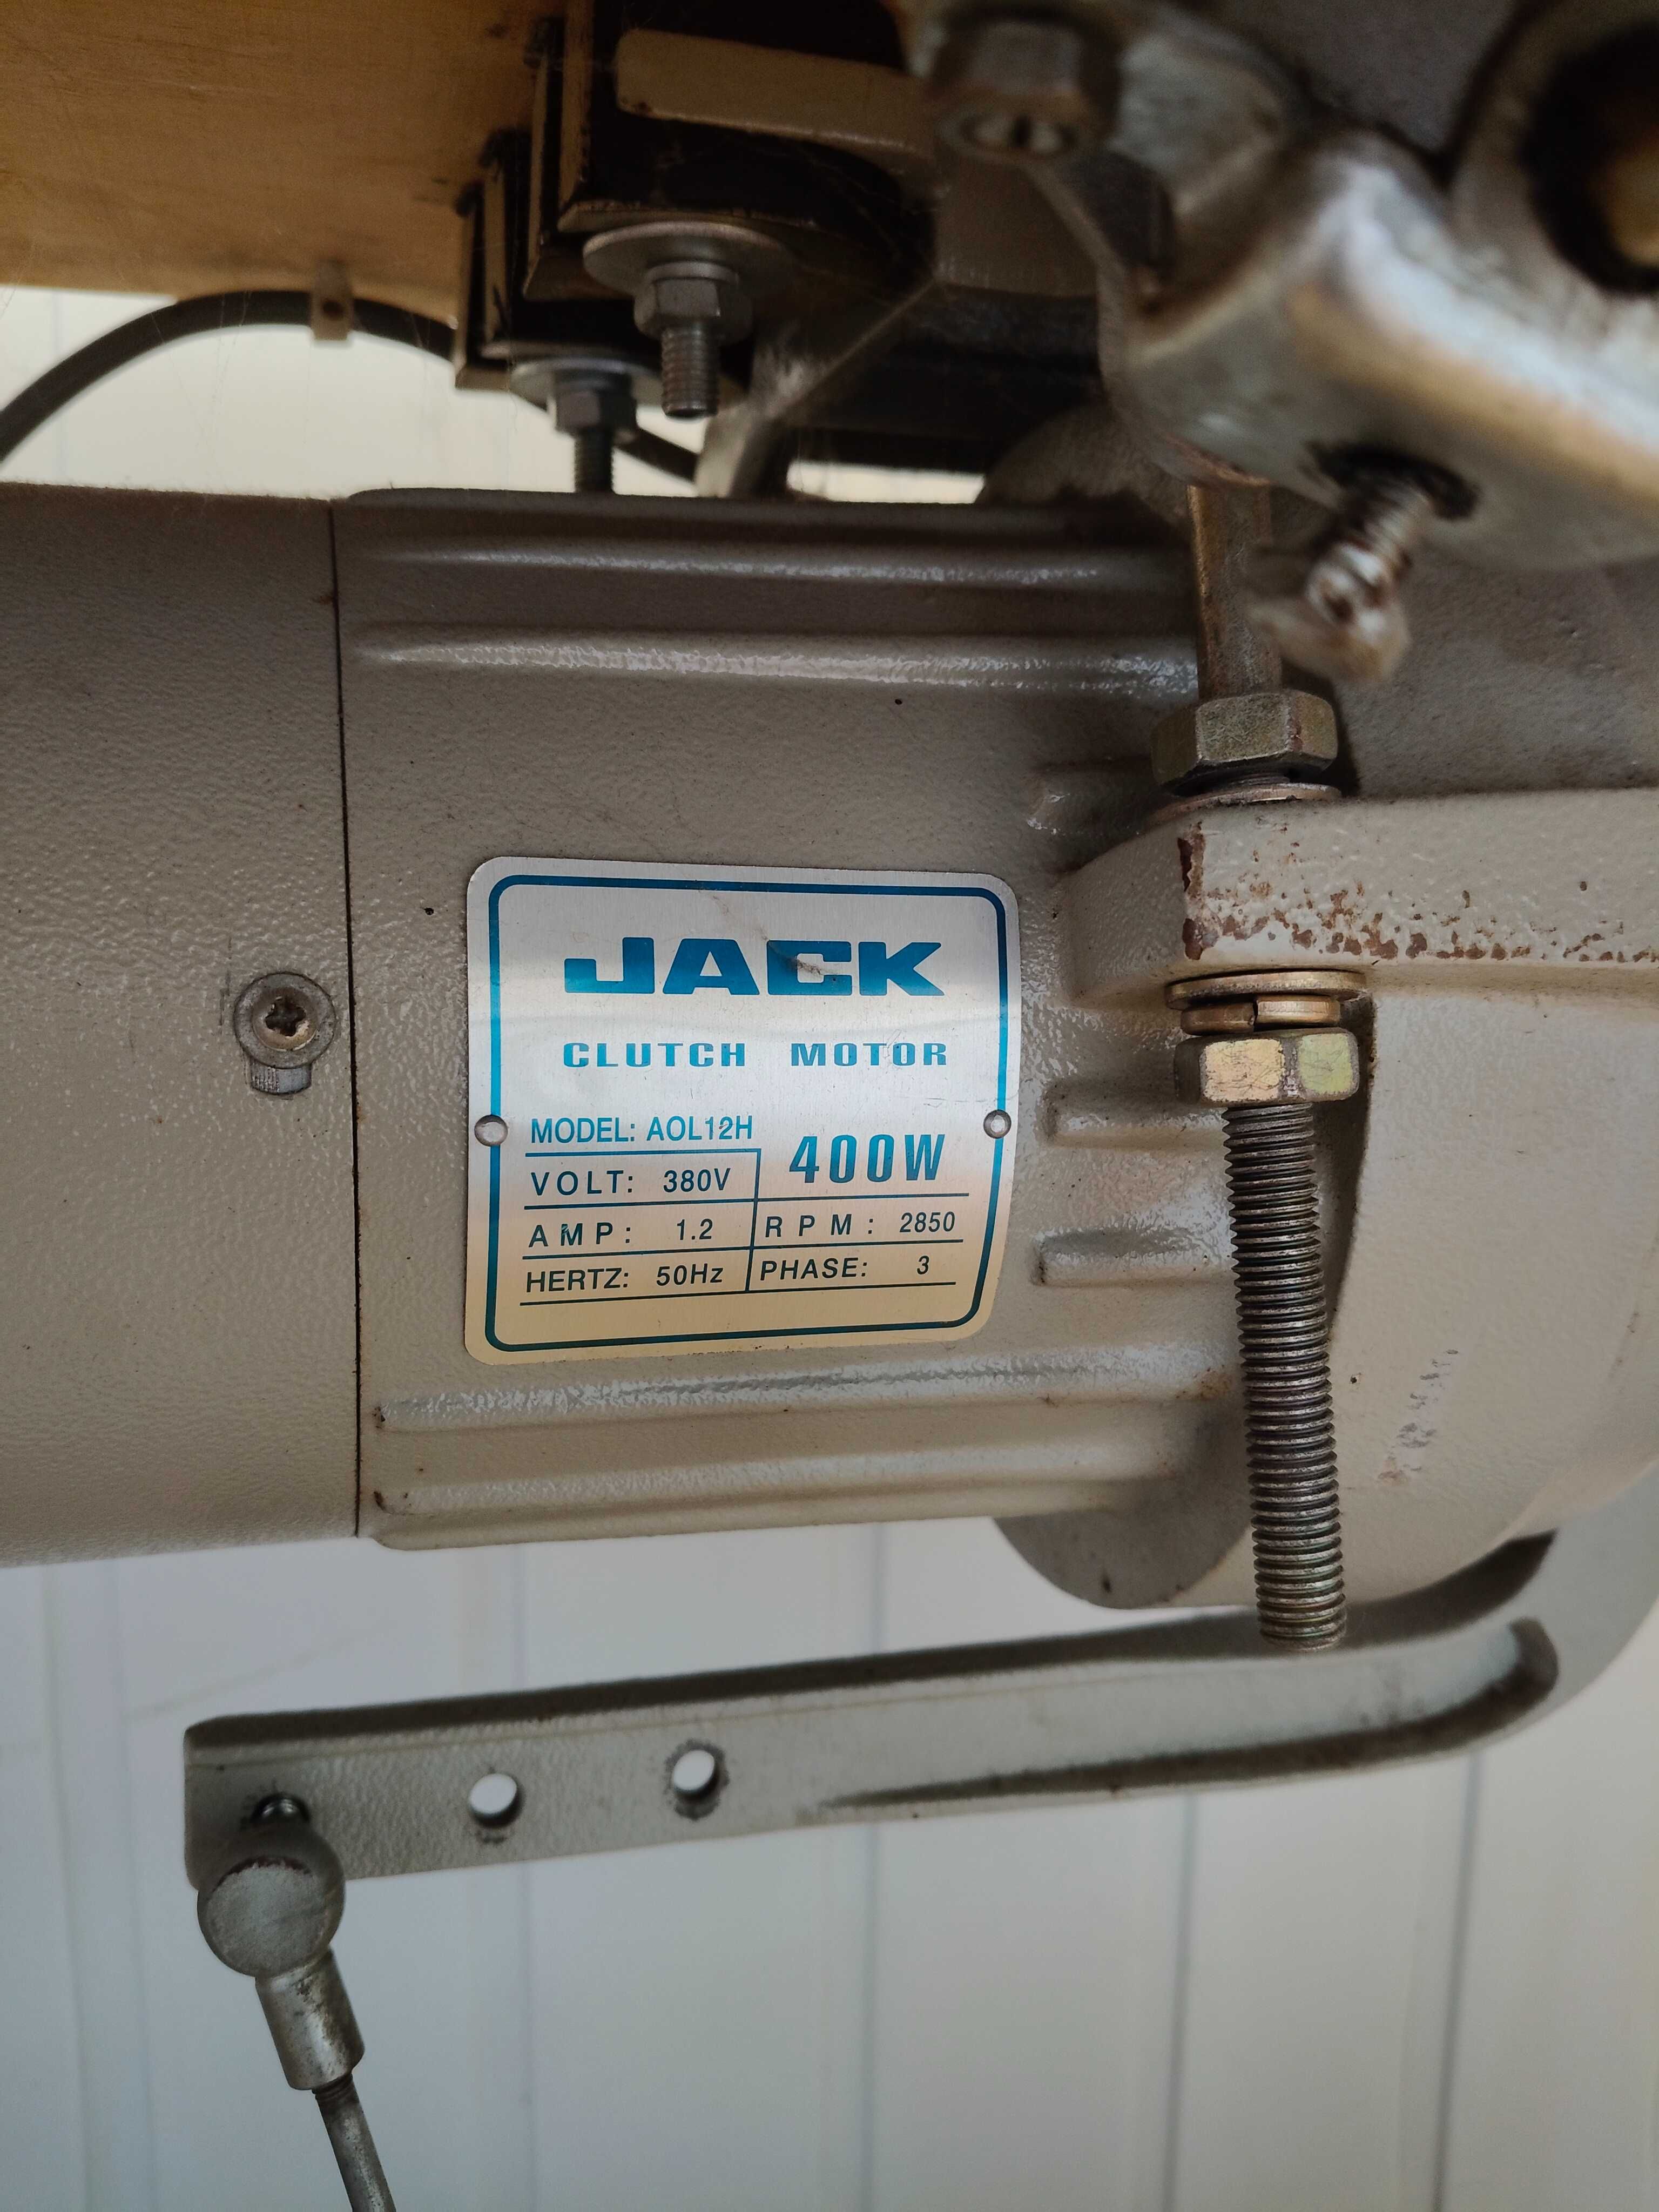 JACK
CLUTCH MOTOR
MODEL: AOL12H
400W
VOLT: 380V
AMP: 1.2 RPM: 2850
HERTZ: 50Hz PHASE: 3